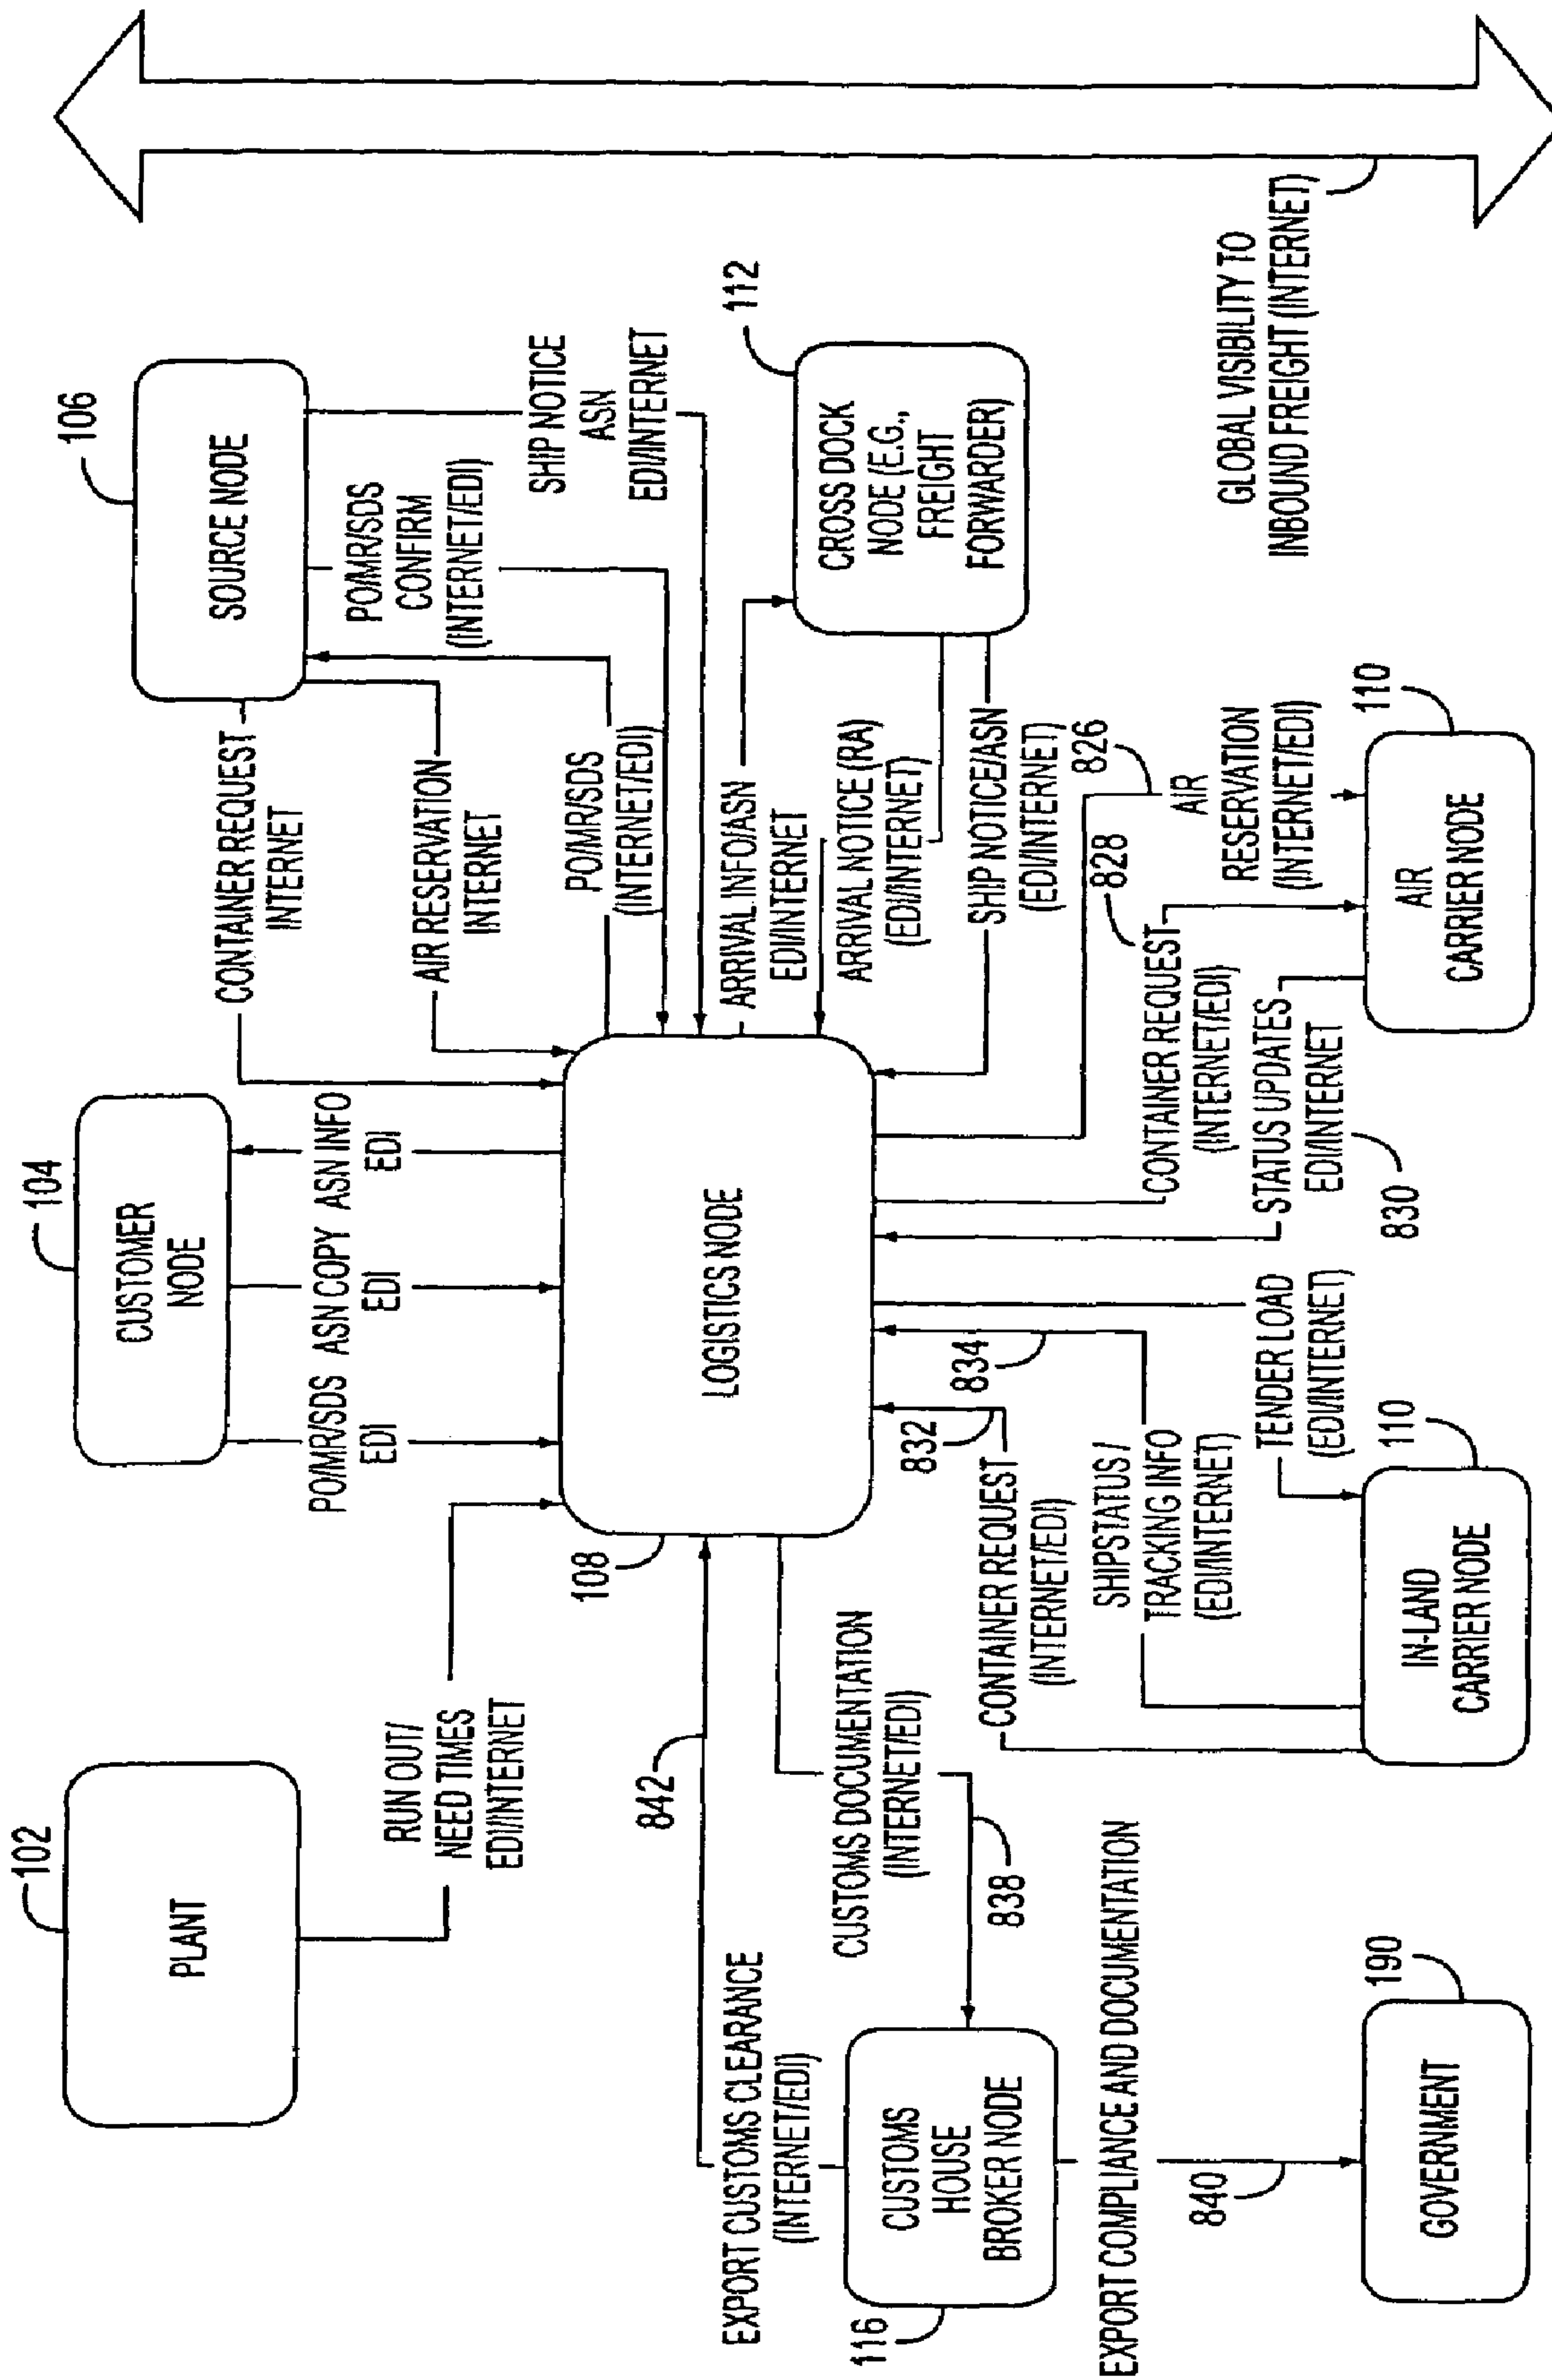 102
PLANT
RUN OUT/
NEED TIMES
EDI/INTERNET
104
CUSTOMER
NODE
PO/MR/SDS
EDI
ASN COPY
EDI
ASN INFO
EDI
106
SOURCE NODE
CONTAINER REQUEST
INTERNET
AIR RESERVATION
INTERNET
PO/MR/SDS
(INTERNET/EDI)
PO/MR/SDS
CONFIRM
(INTERNET/EDI)
SHIP NOTICE
ASN
EDI/INTERNET
108
LOGISTICS NODE
ARRIVAL INFO/ASN
EDI/INTERNET
ARRIVAL NOTICE (RA)
(EDI/INTERNET)
SHIP NOTICE/ASN
(EDI/INTERNET)
112
CROSS DOCK
NODE (E.G.,
FREIGHT
FORWARDER)
842
EXPORT CUSTOMS CLEARANCE
(INTERNET/EDI)
CUSTOMS DOCUMENTATION
(INTERNET/EDI)
838
116
CUSTOMS
HOUSE
BROKER NODE
EXPORT COMPLIANCE AND DOCUMENTATION
840
190
GOVERNMENT
832
CONTAINER REQUEST
(INTERNET/EDI)
834
SHIPSTATUS /
TRACKING INFO
(EDI/INTERNET)
TENDER LOAD
(EDI/INTERNET)
110
IN-LAND
CARRIER NODE
826
AIR
RESERVATION
(INTERNET/EDI)
828
CONTAINER REQUEST
(INTERNET/EDI)
STATUS UPDATES
EDI/INTERNET
830
110
AIR
CARRIER NODE
GLOBAL VISIBILITY TO
INBOUND FREIGHT (INTERNET)